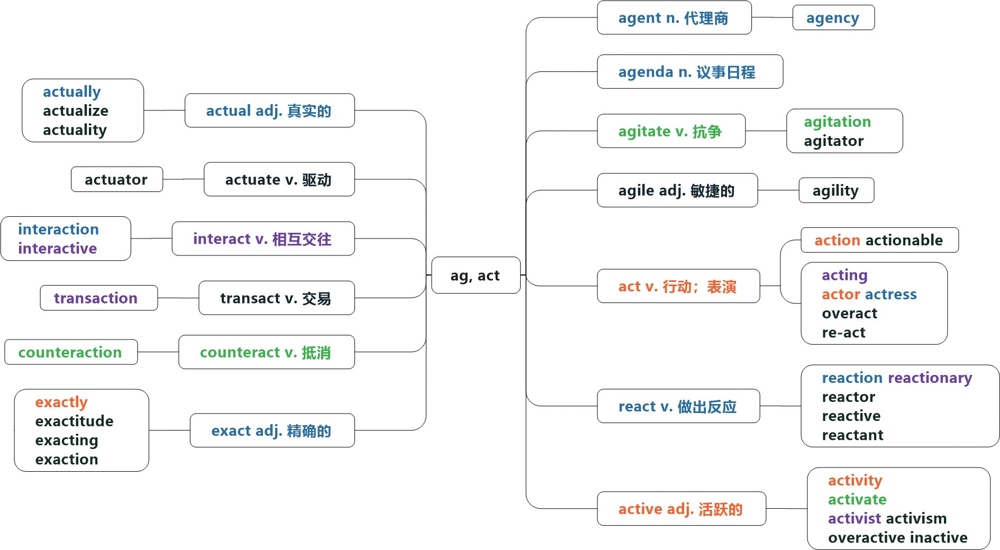 ag, act
agent n. 代理商
agency
agenda n. 议事日程
agitate v. 抗争
agitation
agitator
agile adj. 敏捷的
agility
act v. 行动；表演
action actionable
acting
actor actress
overact
re-act
react v. 做出反应
reaction reactionary
reactor
reactive
reactant
active adj. 活跃的
activity
activate
activist activism
overactive inactive
actual adj. 真实的
actually
actualize
actuality
actuate v. 驱动
actuator
interact v. 相互交往
interaction
interactive
transact v. 交易
transaction
counteract v. 抵消
counteraction
exact adj. 精确的
exactly
exactitude
exacting
exaction